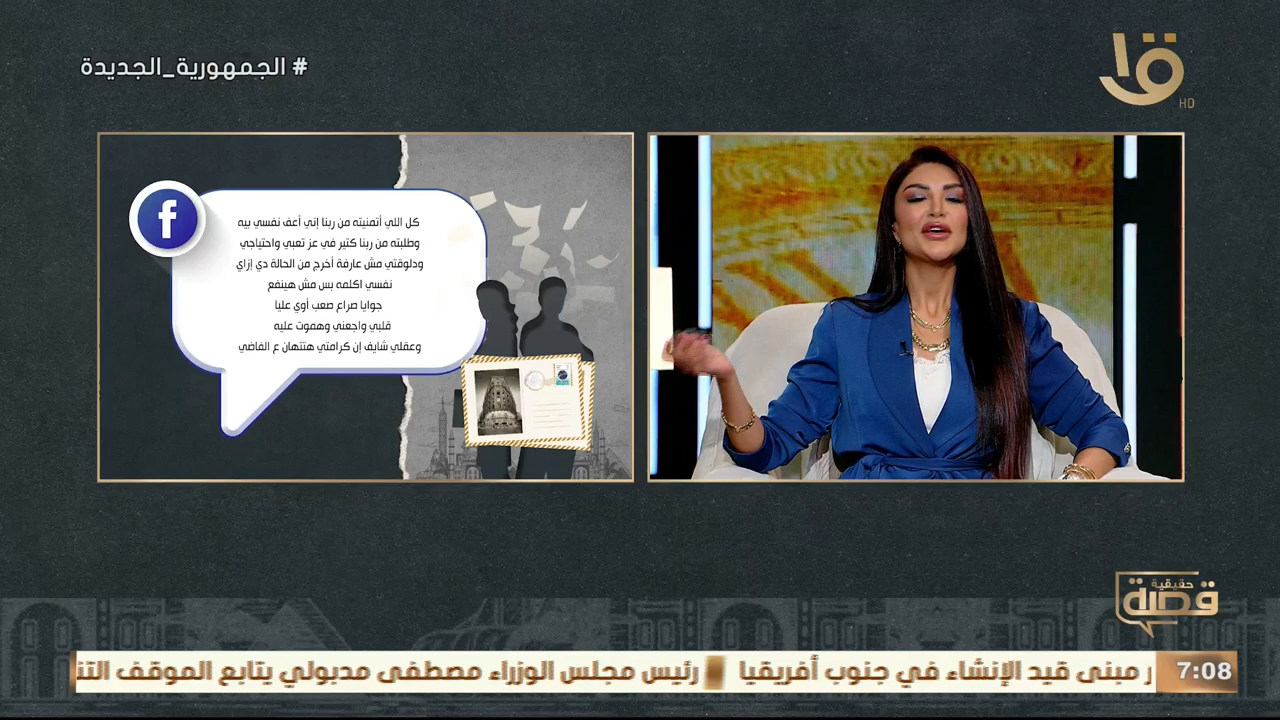 # الجمهورية_الجديدة
HD
كل اللي أتمنيته من ربنا إني أعف نفسي بيه
وطلبته من ربنا كتير في عز تعبي واحتياجي
ودلوقتي مش عارفة أخرج من الحالة دي إزاي
نفسي اكلمه بس مش هينفع
جوايا صراع صعب أوي عليا
قلبي واجعني وهموت عليه
وعقلي شايف إن كرامتي هتتهان ع الفاضي
حقيقية
قصة
7:08
ر مبنى قيد الإنشاء في جنوب أفريقيا
رئيس مجلس الوزراء مصطفى مدبولي يتابع الموقف